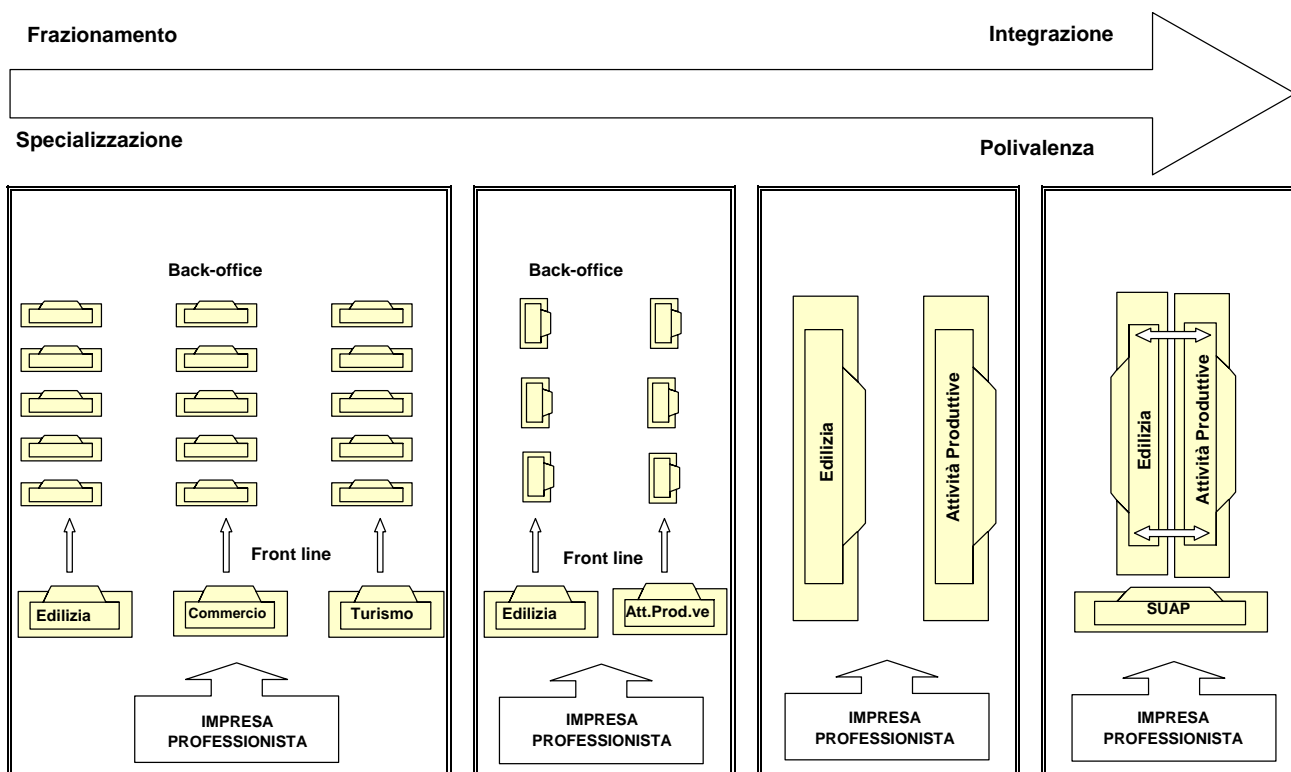 Frazionamento
Integrazione
Specializzazione
Polivalenza
Back-office
Front line
Edilizia
Commercio
Turismo
IMPRESA
PROFESSIONISTA
Back-office
Front line
Edilizia
Att.Prod.ve
IMPRESA
PROFESSIONISTA
Edilizia
Attività Produttive
IMPRESA
PROFESSIONISTA
Edilizia
Attività Produttive
SUAP
IMPRESA
PROFESSIONISTA